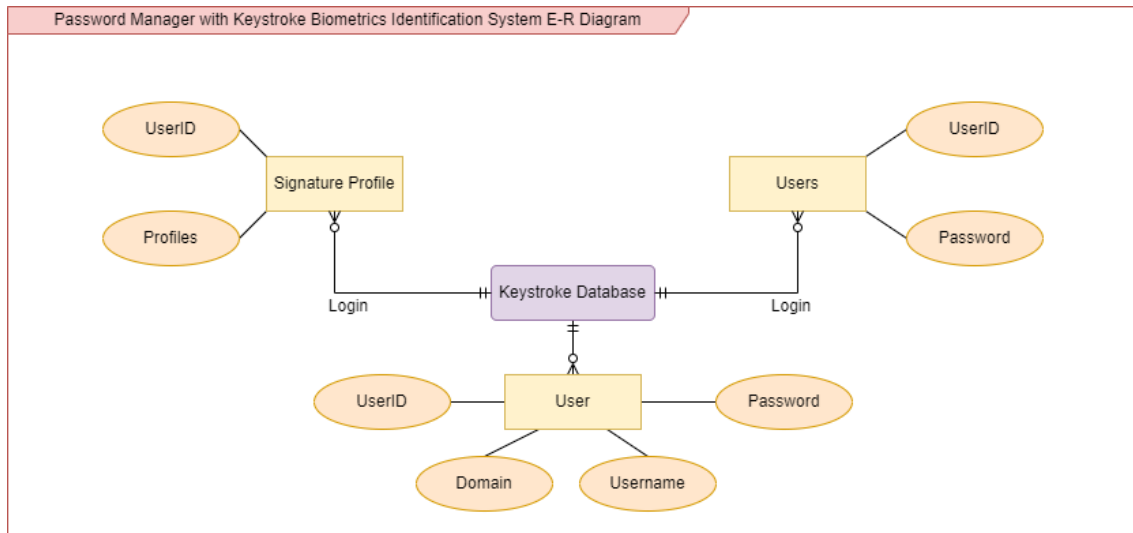 Password Manager with Keystroke Biometrics Identification System E-R Diagram
UserID
UserID
Signature Profile
Users
Profiles
Password
Keystroke Database
Login
Login
UserID
User
Password
Domain
Username